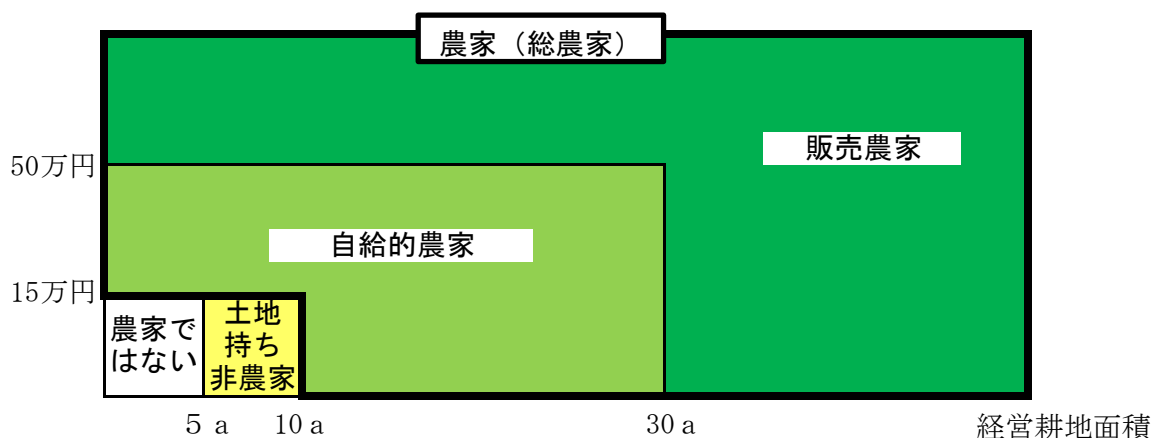 農家（総農家）
販売農家
50万円
自給的農家
15万円
農家で
はない
土地
持ち
非農家
５ａ
10ａ
30ａ
経営耕地面積